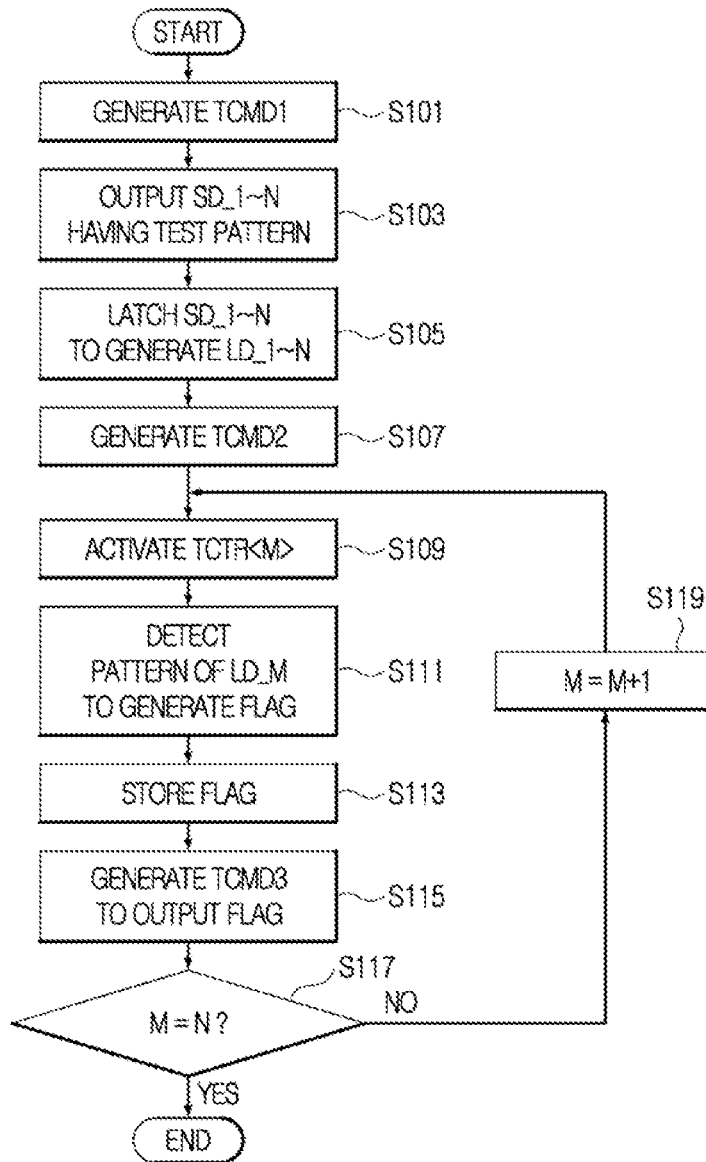 START
GENERATE TCMD1
S101
OUTPUT SD_1~N
HAVING TEST PATTERN
S103
LATCH SD_1~N
TO GENERATE LD_1~N
S105
GENERATE TCMD2
S107
ACTIVATE TCTR<M>
S109
DETECT
PATTERN OF LD_M
TO GENERATE FLAG
S111
S119
M = M+1
STORE FLAG
S113
GENERATE TCMD3
TO OUTPUT FLAG
S115
S117
M = N ?
NO
YES
END